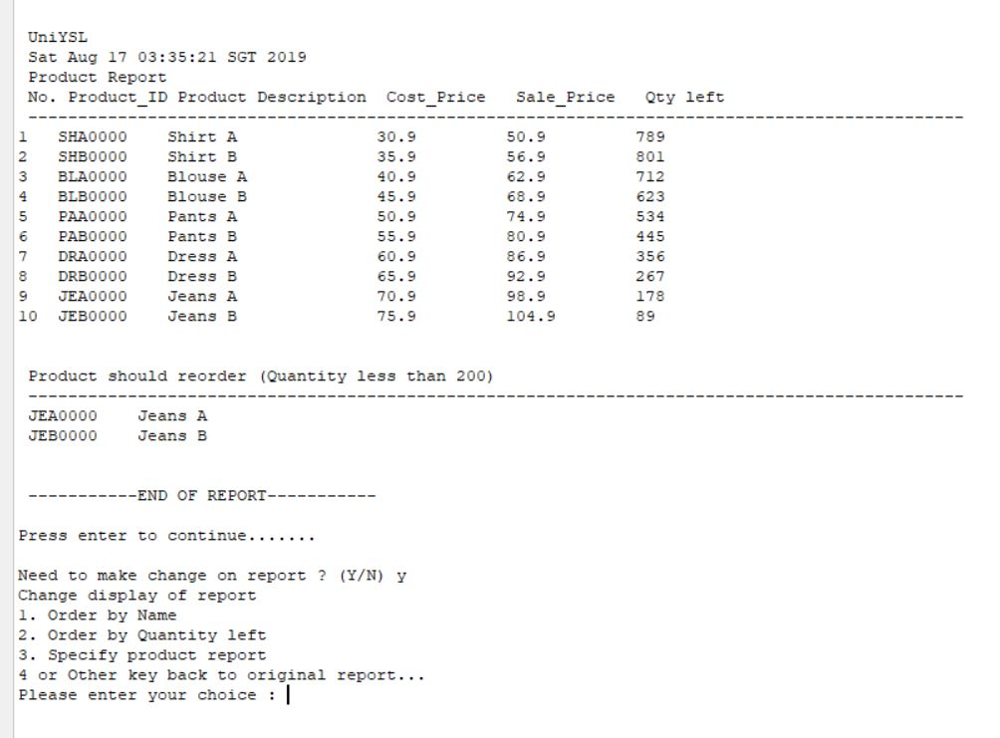 UniYSL
Sat Aug 17 03:35:21 SGT 2019
Product Report
No. Product_ID Product Description  Cost_Price   Sale_Price   Qty left
----------------------------------------------------------------------------------------------
1   SHA0000    Shirt A              30.9         50.9         789
2   SHB0000    Shirt B              35.9         56.9         801
3   BLA0000    Blouse A             40.9         62.9         712
4   BLB0000    Blouse B             45.9         68.9         623
5   PAA0000    Pants A              50.9         74.9         534
6   PAB0000    Pants B              55.9         80.9         445
7   DRA0000    Dress A              60.9         86.9         356
8   DRB0000    Dress B              65.9         92.9         267
9   JEA0000    Jeans A              70.9         98.9         178
10  JEB0000    Jeans B              75.9         104.9        89
Product should reorder (Quantity less than 200)
----------------------------------------------------------------------------------------------
JEA0000    Jeans A
JEB0000    Jeans B
-----------END OF REPORT-----------
Press enter to continue.......
Need to make change on report ? (Y/N) y
Change display of report
1. Order by Name
2. Order by Quantity left
3. Specify product report
4 or Other key back to original report...
Please enter your choice :